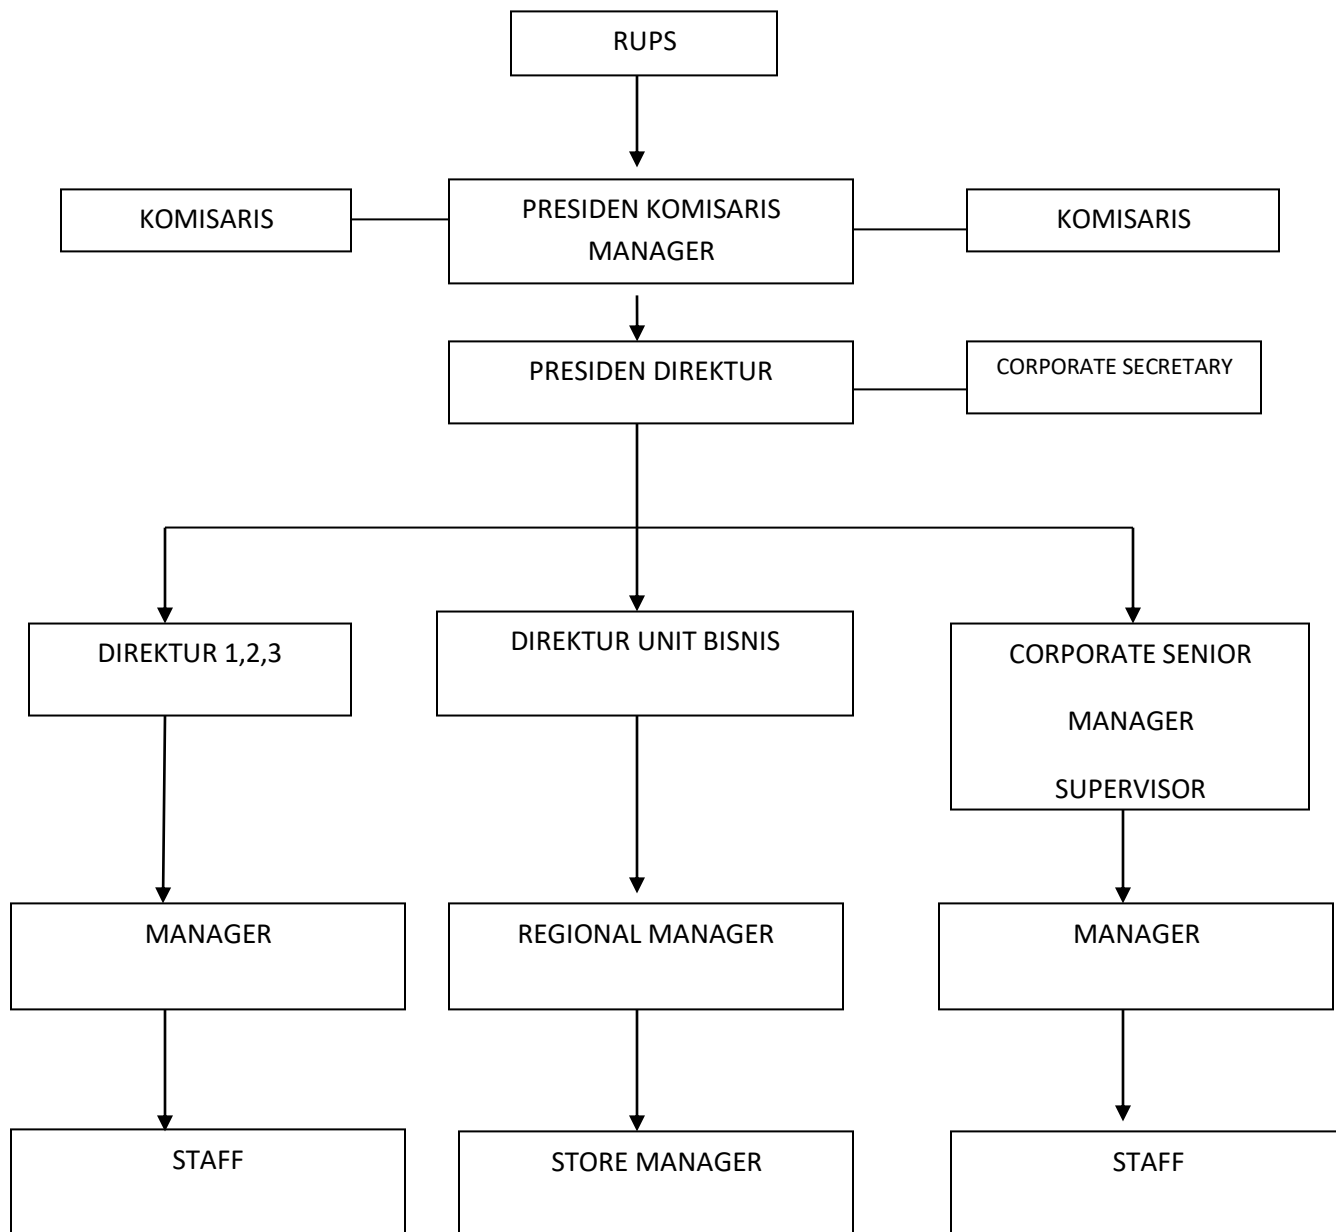 RUPS
KOMISARIS
PRESIDEN KOMISARIS
MANAGER
KOMISARIS
PRESIDEN DIREKTUR
CORPORATE SECRETARY
DIREKTUR 1,2,3
DIREKTUR UNIT BISNIS
CORPORATE SENIOR
MANAGER
SUPERVISOR
MANAGER
REGIONAL MANAGER
MANAGER
STAFF
STORE MANAGER
STAFF